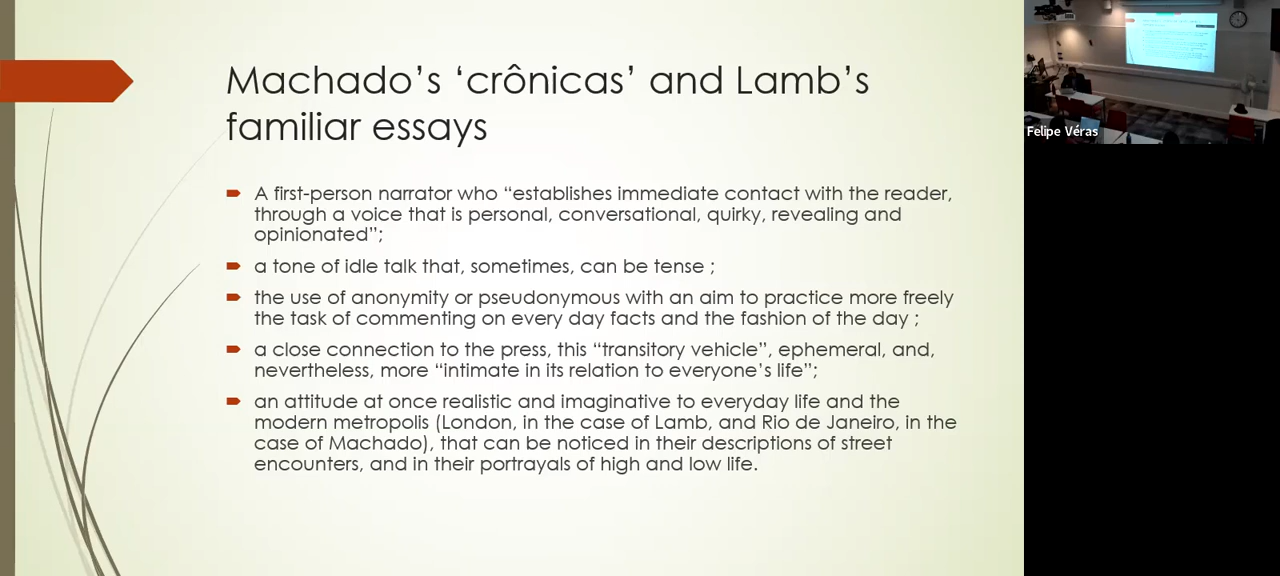 Machado’s ‘crônicas’ and Lamb’s
familiar essays
A first-person narrator who “establishes immediate contact with the reader,
through a voice that is personal, conversational, quirky, revealing and
opinionated”;
a tone of idle talk that, sometimes, can be tense ;
the use of anonymity or pseudonymous with an aim to practice more freely
the task of commenting on every day facts and the fashion of the day ;
a close connection to the press, this “transitory vehicle”, ephemeral, and,
nevertheless, more “intimate in its relation to everyone’s life”;
an attitude at once realistic and imaginative to everyday life and the
modern metropolis (London, in the case of Lamb, and Rio de Janeiro, in the
case of Machado), that can be noticed in their descriptions of street
encounters, and in their portrayals of high and low life.
Felipe Véras